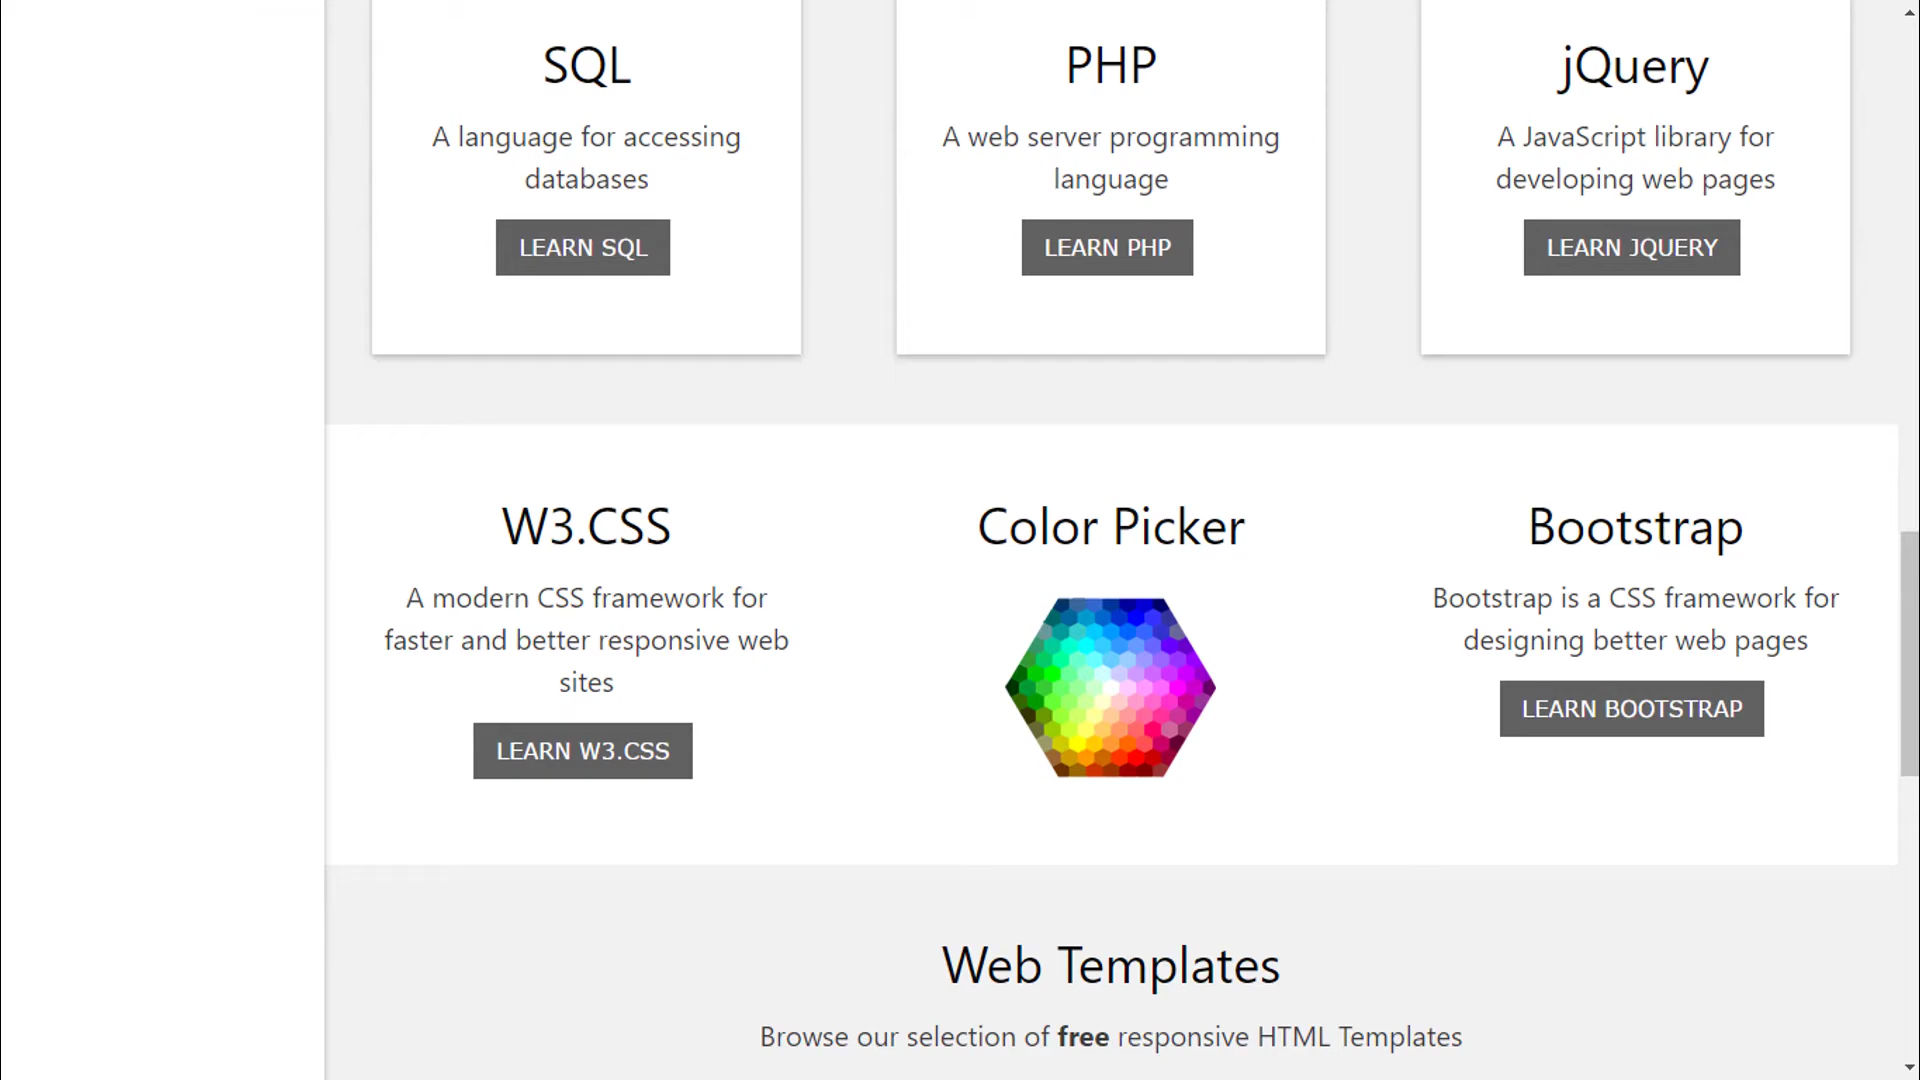 SQL
A language for accessing
databases
LEARN SQL
PHP
A web server programming
language
LEARN PHP
jQuery
A JavaScript library for
developing web pages
LEARN JQUERY
W3.CSS
A modern CSS framework for
faster and better responsive web
sites
LEARN W3.CSS
Color Picker
Bootstrap
Bootstrap is a CSS framework for
designing better web pages
LEARN BOOTSTRAP
Web Templates
Browse our selection of free responsive HTML Templates